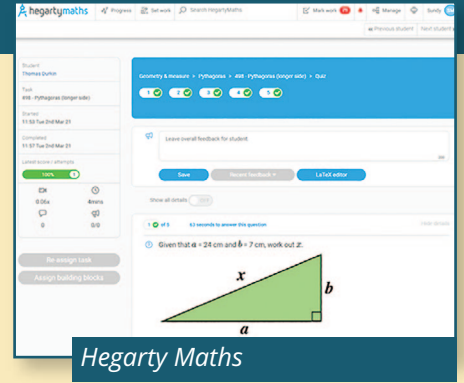 hegartymaths Progress Set work Search HegartyMaths Mark work Manage Sundly
Previous student Next student
Student
Thomas Durkin
Task
498 - Pythagoras (longer side)
Started
11:53 Tue 2nd Mar 21
Completed
11:57 Tue 2nd Mar 21
Latest score / attempts
100% 1
0.06x 4mins
0 0/0
Re-assign task
Assign building blocks
Geometry & measure > Pythagoras > 498 - Pythagoras (longer side) > Quiz
1 2 3 4 5
Leave overall feedback for student
Save Recent feedback LaTeX editor
Show all details
1 of 5 63 seconds to answer this question Hide details
Given that a = 24 cm and b = 7 cm, work out x.
x
b
a
Hegarty Maths